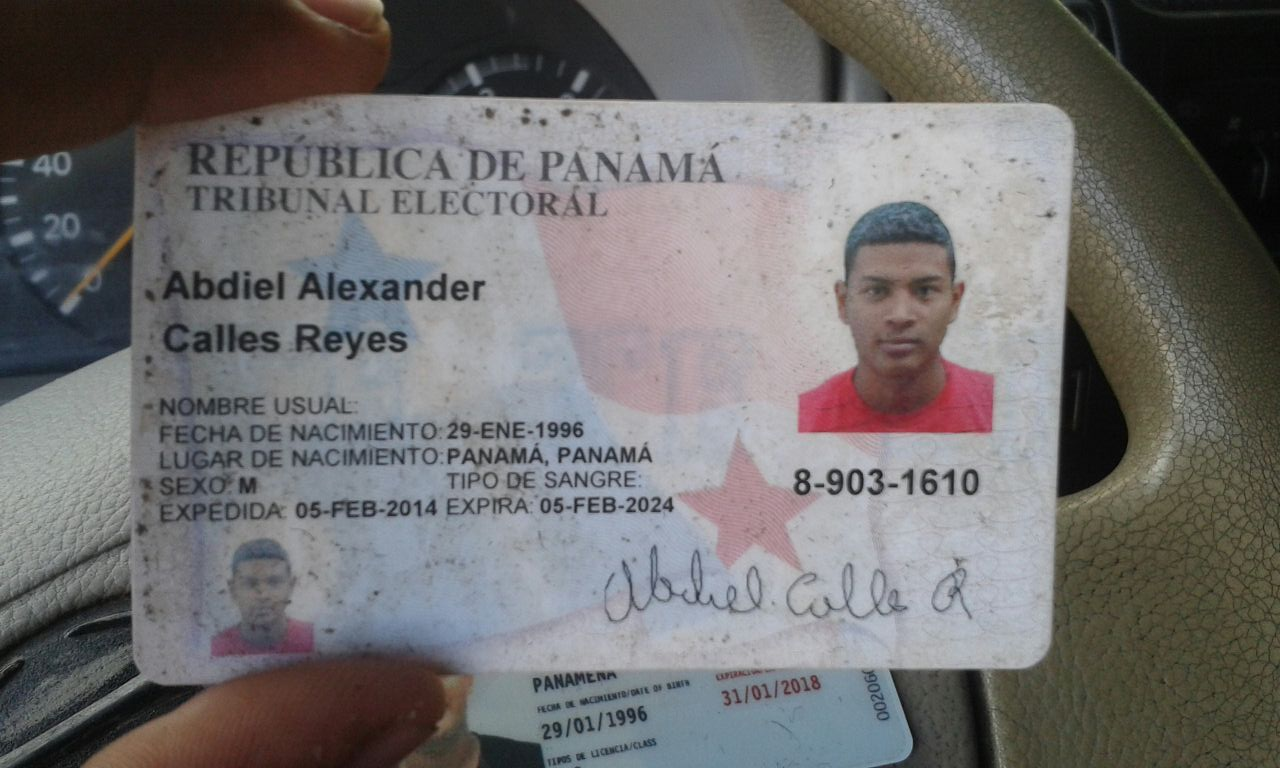 40
20
0
REPÚBLICA DE PANAMÁ
TRIBUNAL ELECTORAL
Abdiel Alexander
Calles Reyes
NOMBRE USUAL:
FECHA DE NACIMIENTO: 29-ENE-1996
LUGAR DE NACIMIENTO: PANAMÁ, PANAMÁ
SEXO: M TIPO DE SANGRE:
EXPEDIDA: 05-FEB-2014 EXPIRA: 05-FEB-2024
8-903-1610
Abdiel Calle R
PANAMEÑA
FECHA DE NACIMIENTO/DATE OF BIRTH
29/01/1996
31/01/2018
TIPOS DE LICENCIA/CLASS